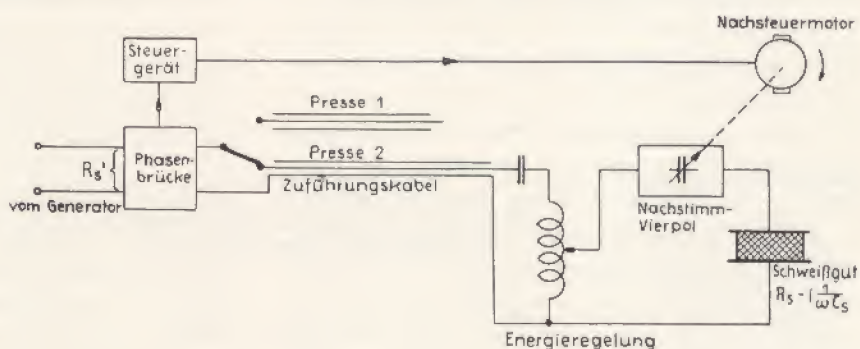 Nachsteuermotor
Steuer-
gerät
Presse 1
Presse 2
Phasen-
brücke
Rs'
vom Generator
Zuführungskabel
Nachstimm-
Vierpol
Schweißgut
Rs - j 1/ωCs
Energieregelung